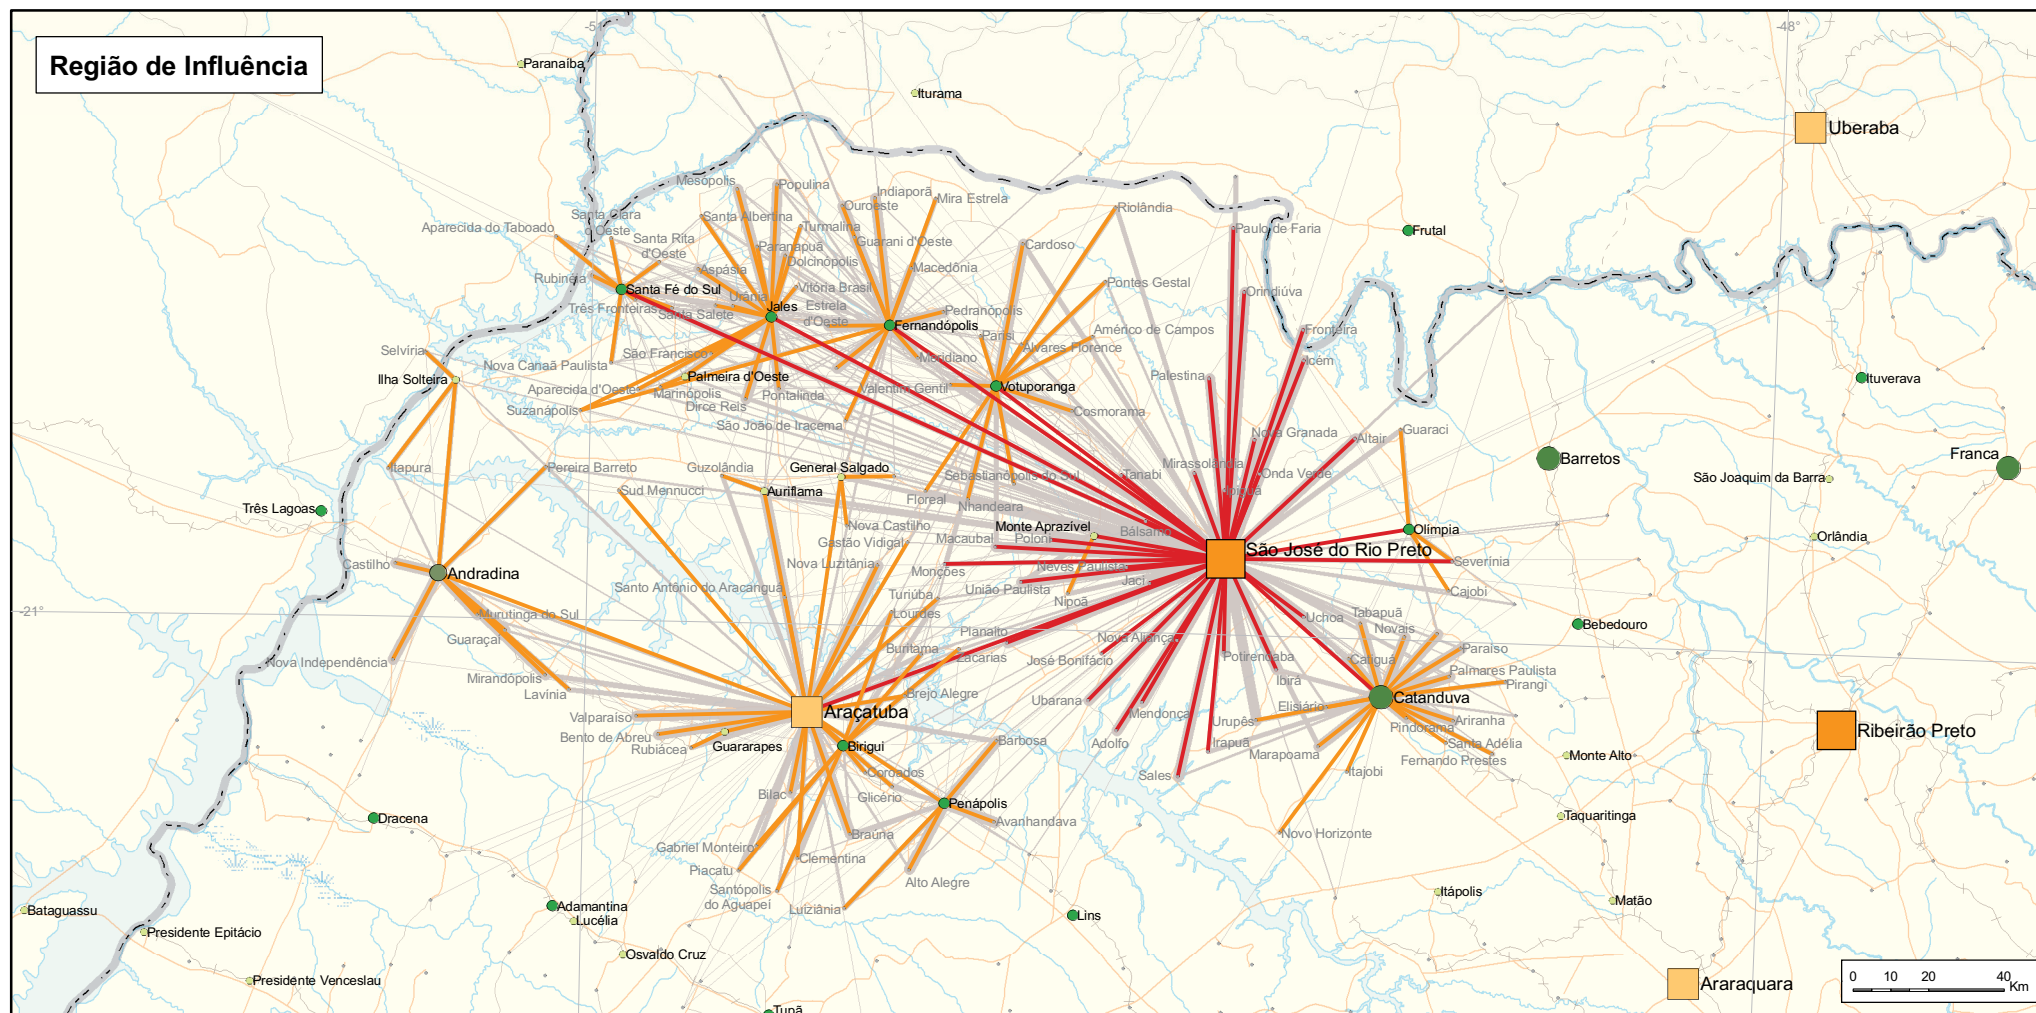 -51°
-48°
Região de Influência
Paranaíba
Iturama
Uberaba
Mesópolis
Populina
Indiaporã
Mira Estrela
Ouroeste
Riolândia
Santa Clara
d'Oeste
Santa Albertina
Turmalina
Aparecida do Taboado
Paulo de Faria
Frutal
Santa Rita
d'Oeste
Paranapuã
Guarani d'Oeste
Cardoso
Dolcinópolis
Aspásia
Macedônia
Rubinéia
Santa Fé do Sul
Vitória Brasil
Pontes Gestal
Orindiúva
Urânia
Três Fronteiras
Santa Salete
Jales
Estrela
d'Oeste
Pedranópolis
Fernandópolis
Parisi
Américo de Campos
Fronteira
Álvares Florence
Selvíria
Nova Canaã Paulista
São Francisco
Meridiano
Icém
Ilha Solteira
Palmeira d'Oeste
Palestina
Ituverava
Aparecida d'Oeste
Marinópolis
Pontalinda
Valentim Gentil
Votuporanga
Suzanápolis
Dirce Reis
Cosmorama
São João de Iracema
Nova Granada
Altair
Guaraci
Franca
Barretos
Itapura
Pereira Barreto
Guzolândia
General Salgado
Sebastianópolis do Sul
Tanabi
Mirassolândia
Onda Verde
São Joaquim da Barra
Sud Mennucci
Auriflama
Floreal
Ipiguá
Três Lagoas
Nhandeara
Nova Castilho
Monte Aprazível
Bálsamo
Olímpia
Orlândia
Gastão Vidigal
Macaubal
Poloni
São José do Rio Preto
Castilho
Andradina
Nova Luzitânia
Monções
Neves Paulista
Severínia
Santo Antônio do Aracanguá
Turiúba
União Paulista
Jaci
Cajobi
Nipoã
-21°
Murutinga do Sul
Lourdes
Uchoa
Tabapuã
Bebedouro
Guaraçaí
Planalto
Nova Aliança
Novais
Nova Independência
Buritama
Zacarias
José Bonifácio
Potirendaba
Catiguá
Paraíso
Mirandópolis
Ibirá
Palmares Paulista
Lavínia
Brejo Alegre
Ubarana
Pirangi
Catanduva
Valparaíso
Araçatuba
Mendonça
Elisiário
Urupês
Ariranha
Pindorama
Bento de Abreu
Rubiácea
Guararapes
Birigui
Barbosa
Adolfo
Irapuã
Marapoama
Santa Adélia
Fernando Prestes
Ribeirão Preto
Monte Alto
Coroados
Sales
Itajobi
Bilac
Glicério
Penápolis
Dracena
Avanhandava
Taquaritinga
Braúna
Novo Horizonte
Gabriel Monteiro
Clementina
Piacatu
Alto Alegre
Santópolis
do Aguapei
Itápolis
Matão
Bataguassu
Adamantina
Luiziânia
Lins
Lucélia
Presidente Epitácio
Osvaldo Cruz
Presidente Venceslau
Araraquara
0 10 20 40
Km
Tupã